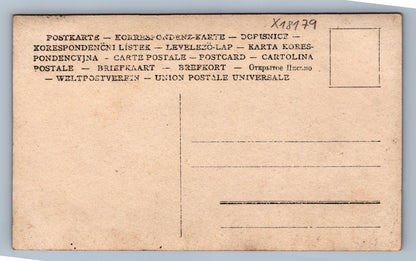 X18179
POSTKARTE — KORRESPONDENZ-KARTE — DOPISNICE —
KORESPONDENČNÍ LÍSTEK — LEVELEZŐ-LAP — KARTA KORES-
PONDENCYJNA — CARTE POSTALE — POSTCARD — CARTOLINA
POSTALE — BRIEFKAART — BREFKORT — Открытое Письмо
— WELTPOSTVEREIN — UNION POSTALE UNIVERSALE